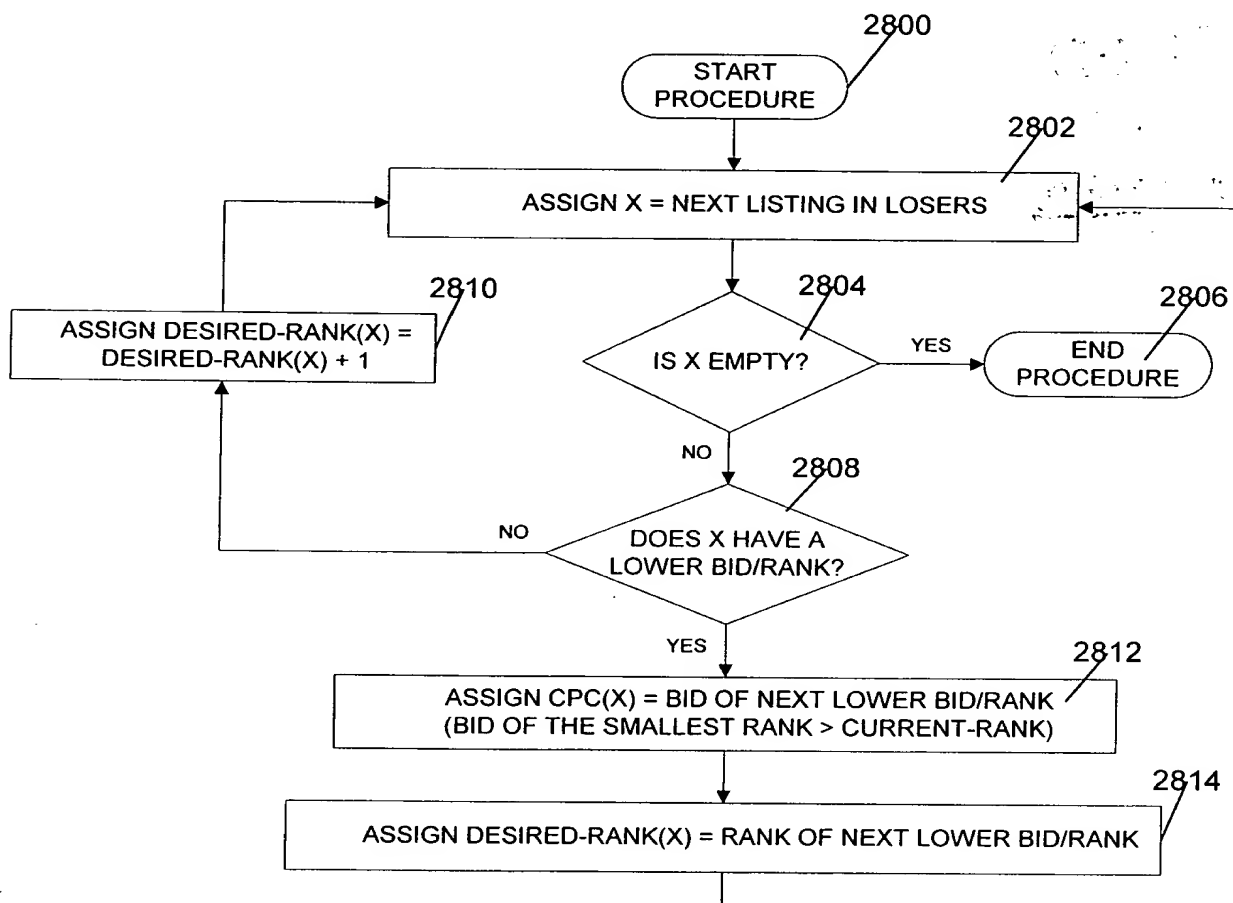 2800
START
PROCEDURE
2802
ASSIGN X = NEXT LISTING IN LOSERS
2804
IS X EMPTY?
YES
2806
END
PROCEDURE
2810
ASSIGN DESIRED-RANK(X) =
DESIRED-RANK(X) + 1
NO
2808
NO
DOES X HAVE A
LOWER BID/RANK?
YES
2812
ASSIGN CPC(X) = BID OF NEXT LOWER BID/RANK
(BID OF THE SMALLEST RANK > CURRENT-RANK)
2814
ASSIGN DESIRED-RANK(X) = RANK OF NEXT LOWER BID/RANK